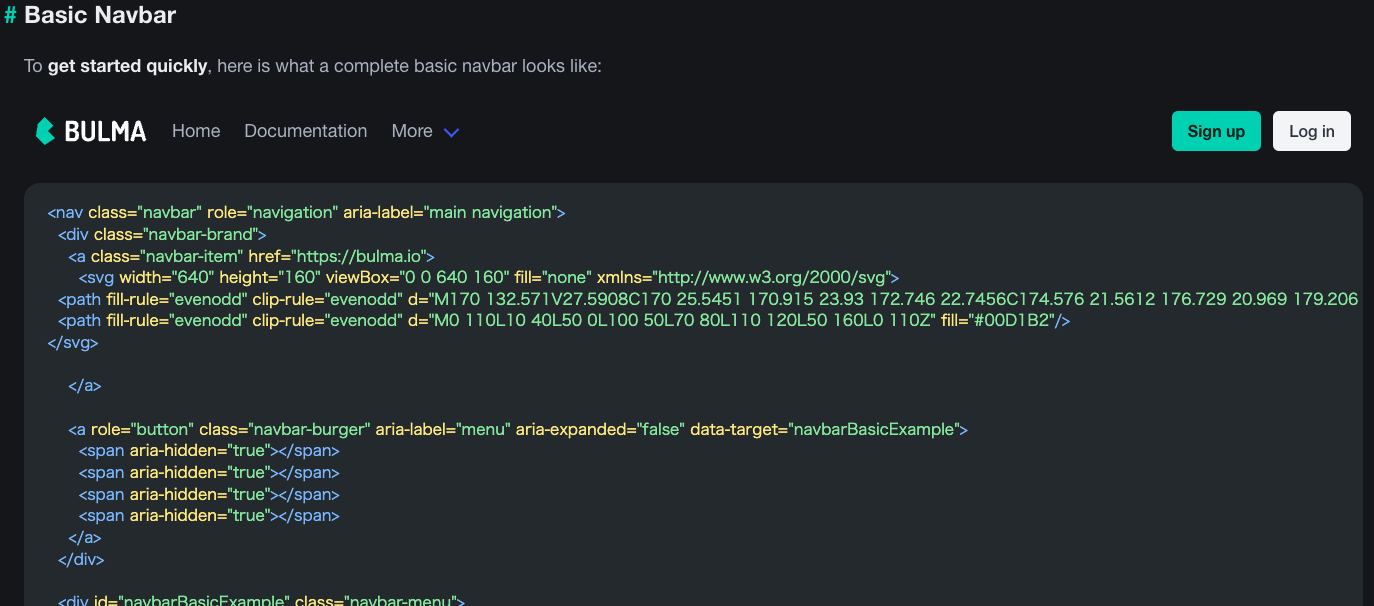 # Basic Navbar
To get started quickly, here is what a complete basic navbar looks like:
BULMA Home Documentation More Sign up Log in
<nav class="navbar" role="navigation" aria-label="main navigation">
<div class="navbar-brand">
<a class="navbar-item" href="https://bulma.io">
<svg width="640" height="160" viewBox="0 0 640 160" fill="none" xmlns="http://www.w3.org/2000/svg">
<path fill-rule="evenodd" clip-rule="evenodd" d="M170 132.571V27.5908C170 25.5451 170.915 23.93 172.746 22.7456C174.576 21.5612 176.729 20.969 179.206
<path fill-rule="evenodd" clip-rule="evenodd" d="M0 110L10 40L50 0L100 50L70 80L110 120L50 160L0 110Z" fill="#00D1B2"/>
</svg>
</a>
<a role="button" class="navbar-burger" aria-label="menu" aria-expanded="false" data-target="navbarBasicExample">
<span aria-hidden="true"></span>
<span aria-hidden="true"></span>
<span aria-hidden="true"></span>
<span aria-hidden="true"></span>
</a>
</div>
<div id="navbarBasicExample" class="navbar-menu">